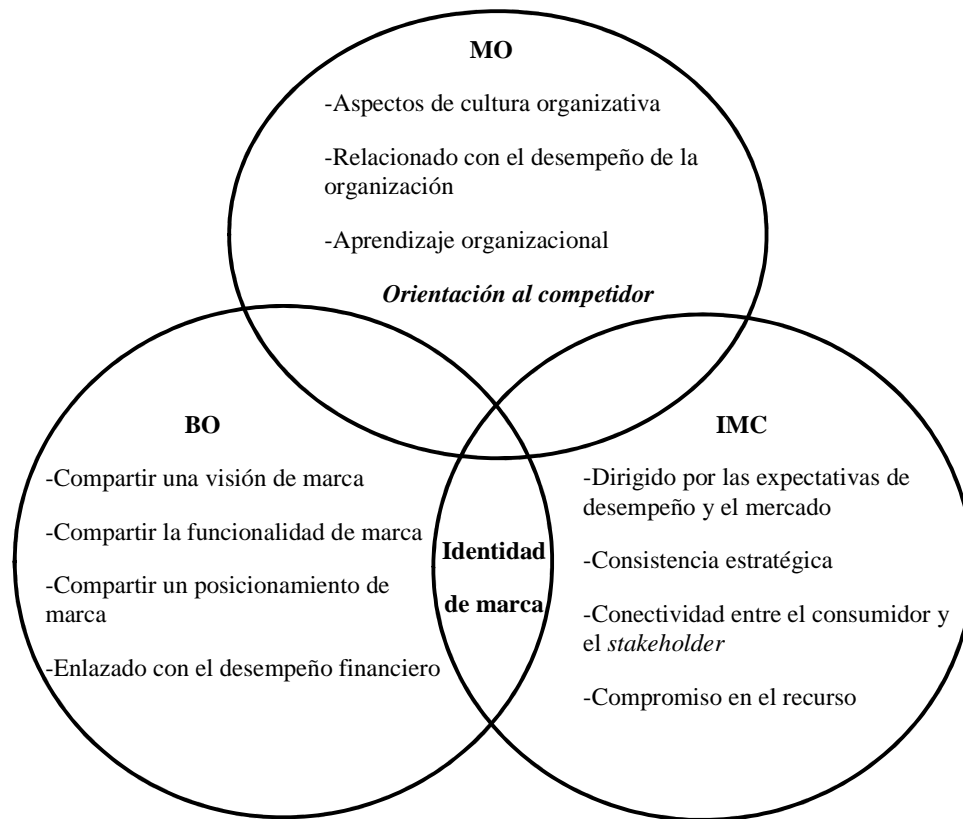 MO
-Aspectos de cultura organizativa
-Relacionado con el desempeño de la
organización
-Aprendizaje organizacional
Orientación al competidor
BO
-Compartir una visión de marca
-Compartir la funcionalidad de marca
-Compartir un posicionamiento de
marca
-Enlazado con el desempeño financiero
Identidad
de marca
IMC
-Dirigido por las expectativas de
desempeño y el mercado
-Consistencia estratégica
-Conectividad entre el consumidor y
el stakeholder
-Compromiso en el recurso